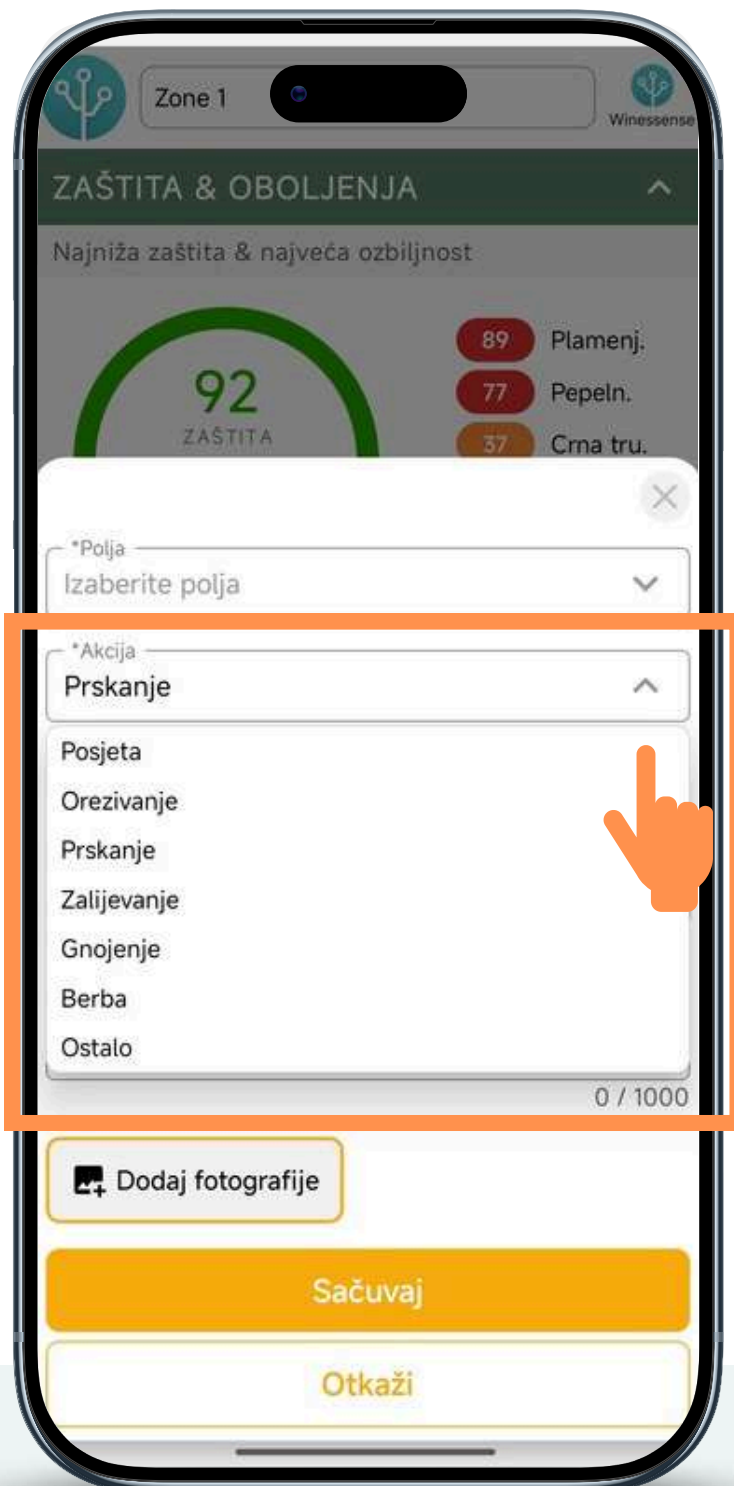 Zone 1
Winessense
ZAŠTITA & OBOLJENJA
Najniža zaštita & najveća ozbiljnost
89 Plamenj.
92
77 Pepeln.
ZAŠTITA
37 Crna tru.
*Polja
Izaberite polja
*Akcija
Prskanje
Posjeta
Orezivanje
Prskanje
Zalijevanje
Gnojenje
Berba
Ostalo
0 / 1000
Dodaj fotografije
Sačuvaj
Otkaži